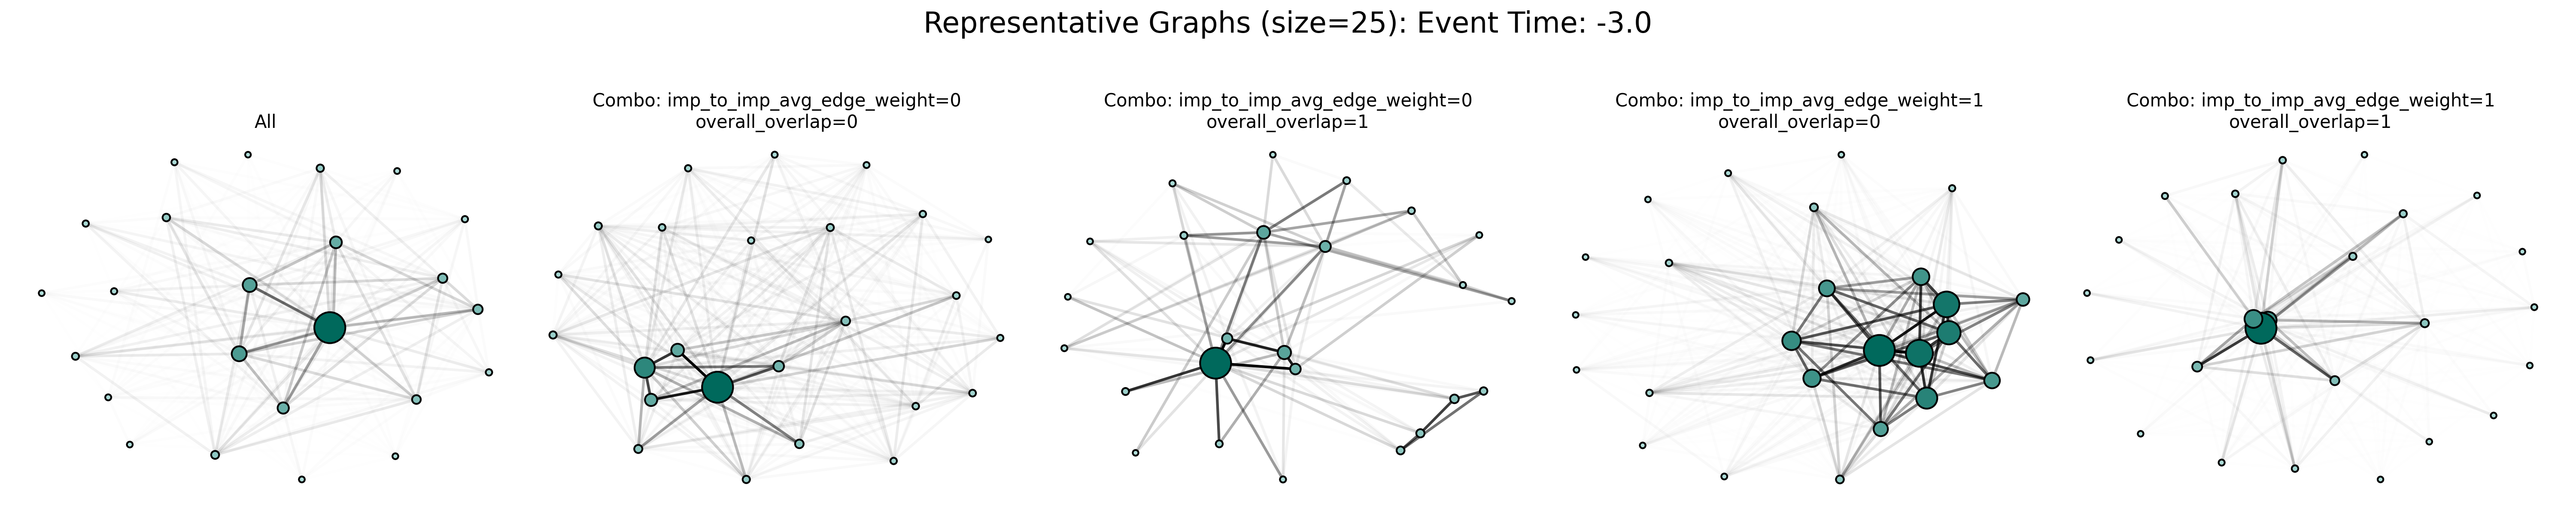 Representative Graphs (size=25): Event Time: -3.0
All
Combo: imp_to_imp_avg_edge_weight=0
overall_overlap=0
Combo: imp_to_imp_avg_edge_weight=0
overall_overlap=1
Combo: imp_to_imp_avg_edge_weight=1
overall_overlap=0
Combo: imp_to_imp_avg_edge_weight=1
overall_overlap=1